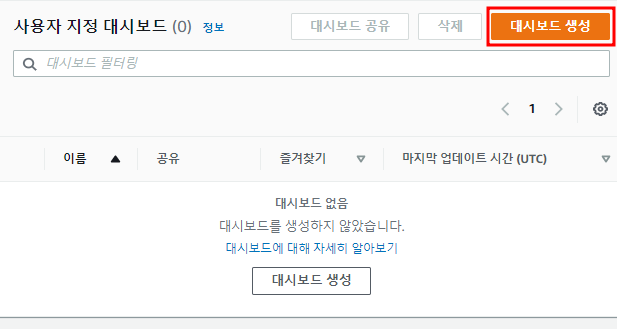 사용자 지정 대시보드 (0) 정보 대시보드 공유 삭제 대시보드 생성
대시보드 필터링
1
이름 공유 즐겨찾기 마지막 업데이트 시간 (UTC)
대시보드 없음
대시보드를 생성하지 않았습니다.
대시보드에 대해 자세히 알아보기
대시보드 생성